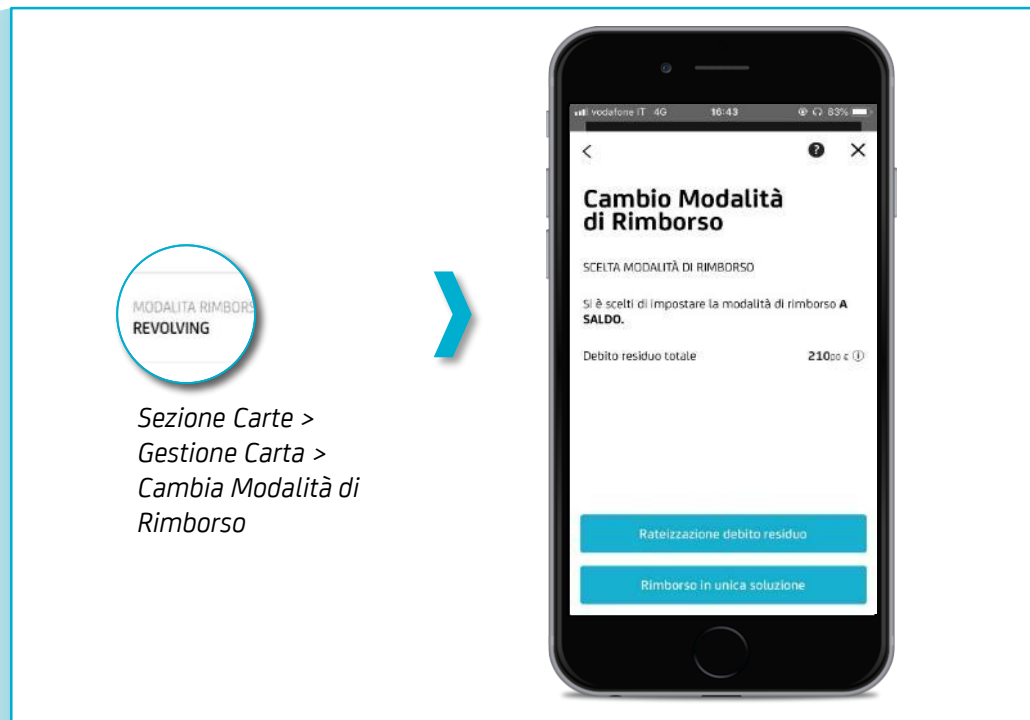 MODALITA RIMBORS
REVOLVING
Sezione Carte >
Gestione Carta >
Cambia Modalità di
Rimborso
vodafone IT 4G 16:43 83%
Cambio Modalità
di Rimborso
SCELTA MODALITÀ DI RIMBORSO
Si è scelti di impostare la modalità di rimborso A
SALDO.
Debito residuo totale 210,00 €
Rateizzazione debito residuo
Rimborso in unica soluzione